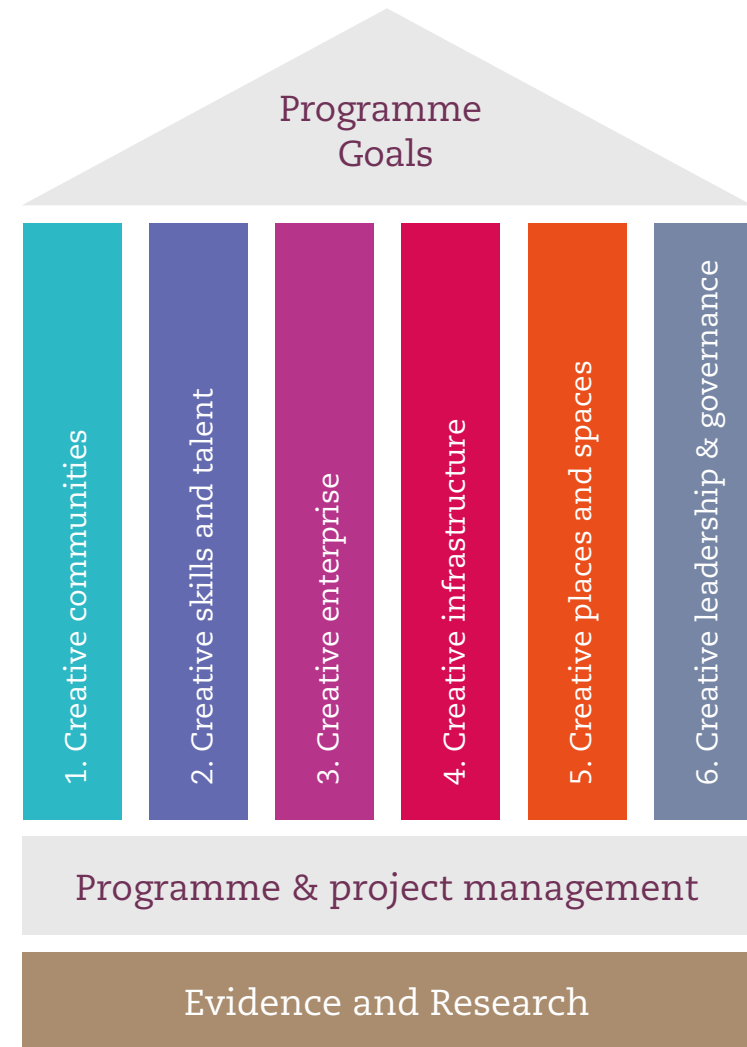 Programme
Goals
1. Creative communities
2. Creative skills and talent
3. Creative enterprise
4. Creative infrastructure
5. Creative places and spaces
6. Creative leadership & governance
Programme & project management
Evidence and Research